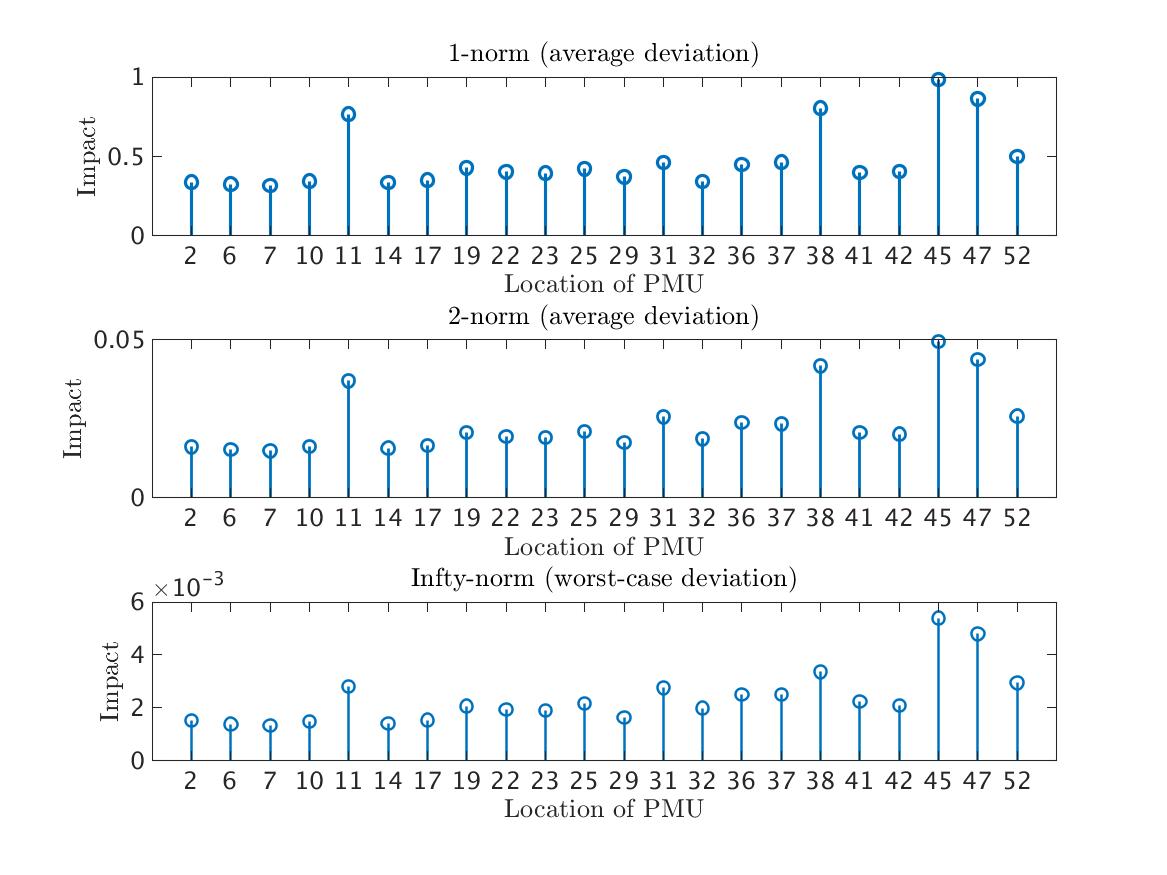 1-norm (average deviation)
1
0.5
0
Impact
2 6 7 10 11 14 17 19 22 23 25 29 31 32 36 37 38 41 42 45 47 52
Location of PMU
2-norm (average deviation)
0.05
0
Impact
2 6 7 10 11 14 17 19 22 23 25 29 31 32 36 37 38 41 42 45 47 52
Location of PMU
Infty-norm (worst-case deviation)
×10⁻³
6
4
2
0
Impact
2 6 7 10 11 14 17 19 22 23 25 29 31 32 36 37 38 41 42 45 47 52
Location of PMU